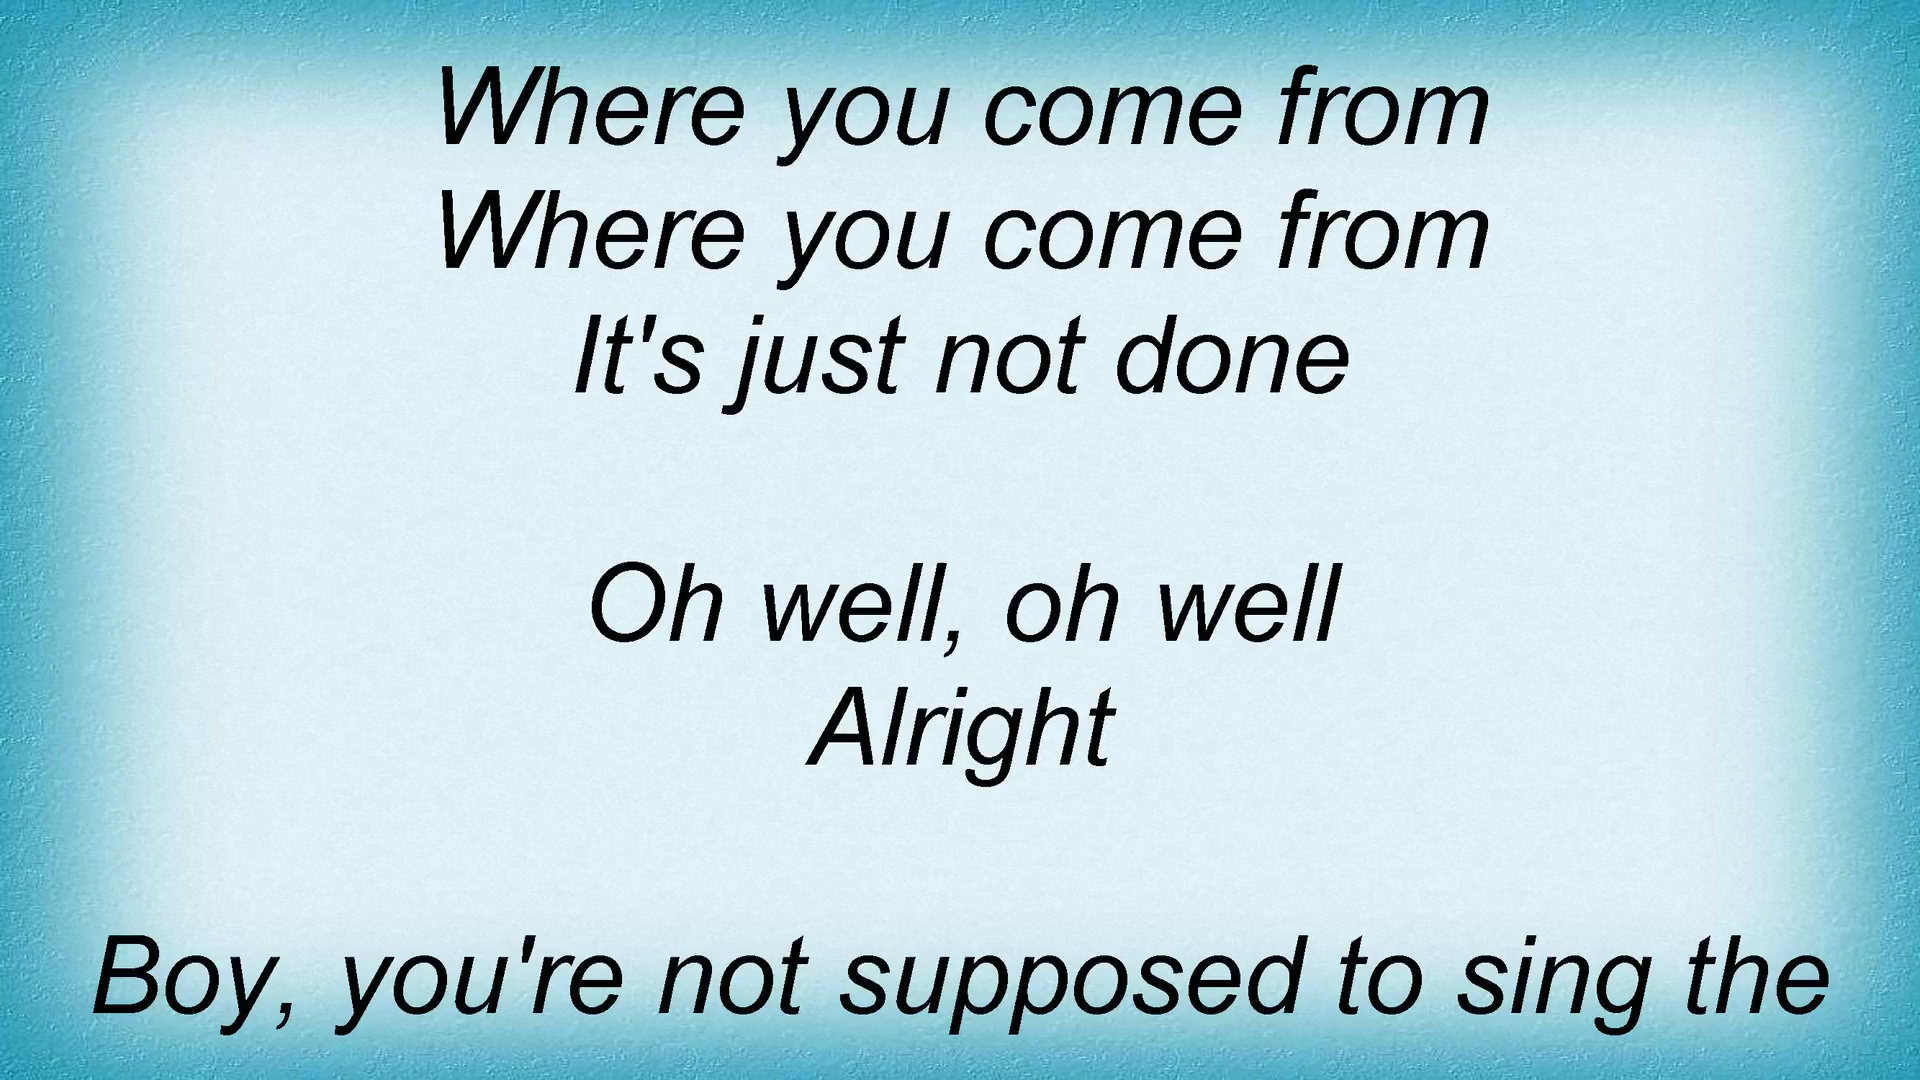 Where you come from
Where you come from
It's just not done
Oh well, oh well
Alright
Boy, you're not supposed to sing the